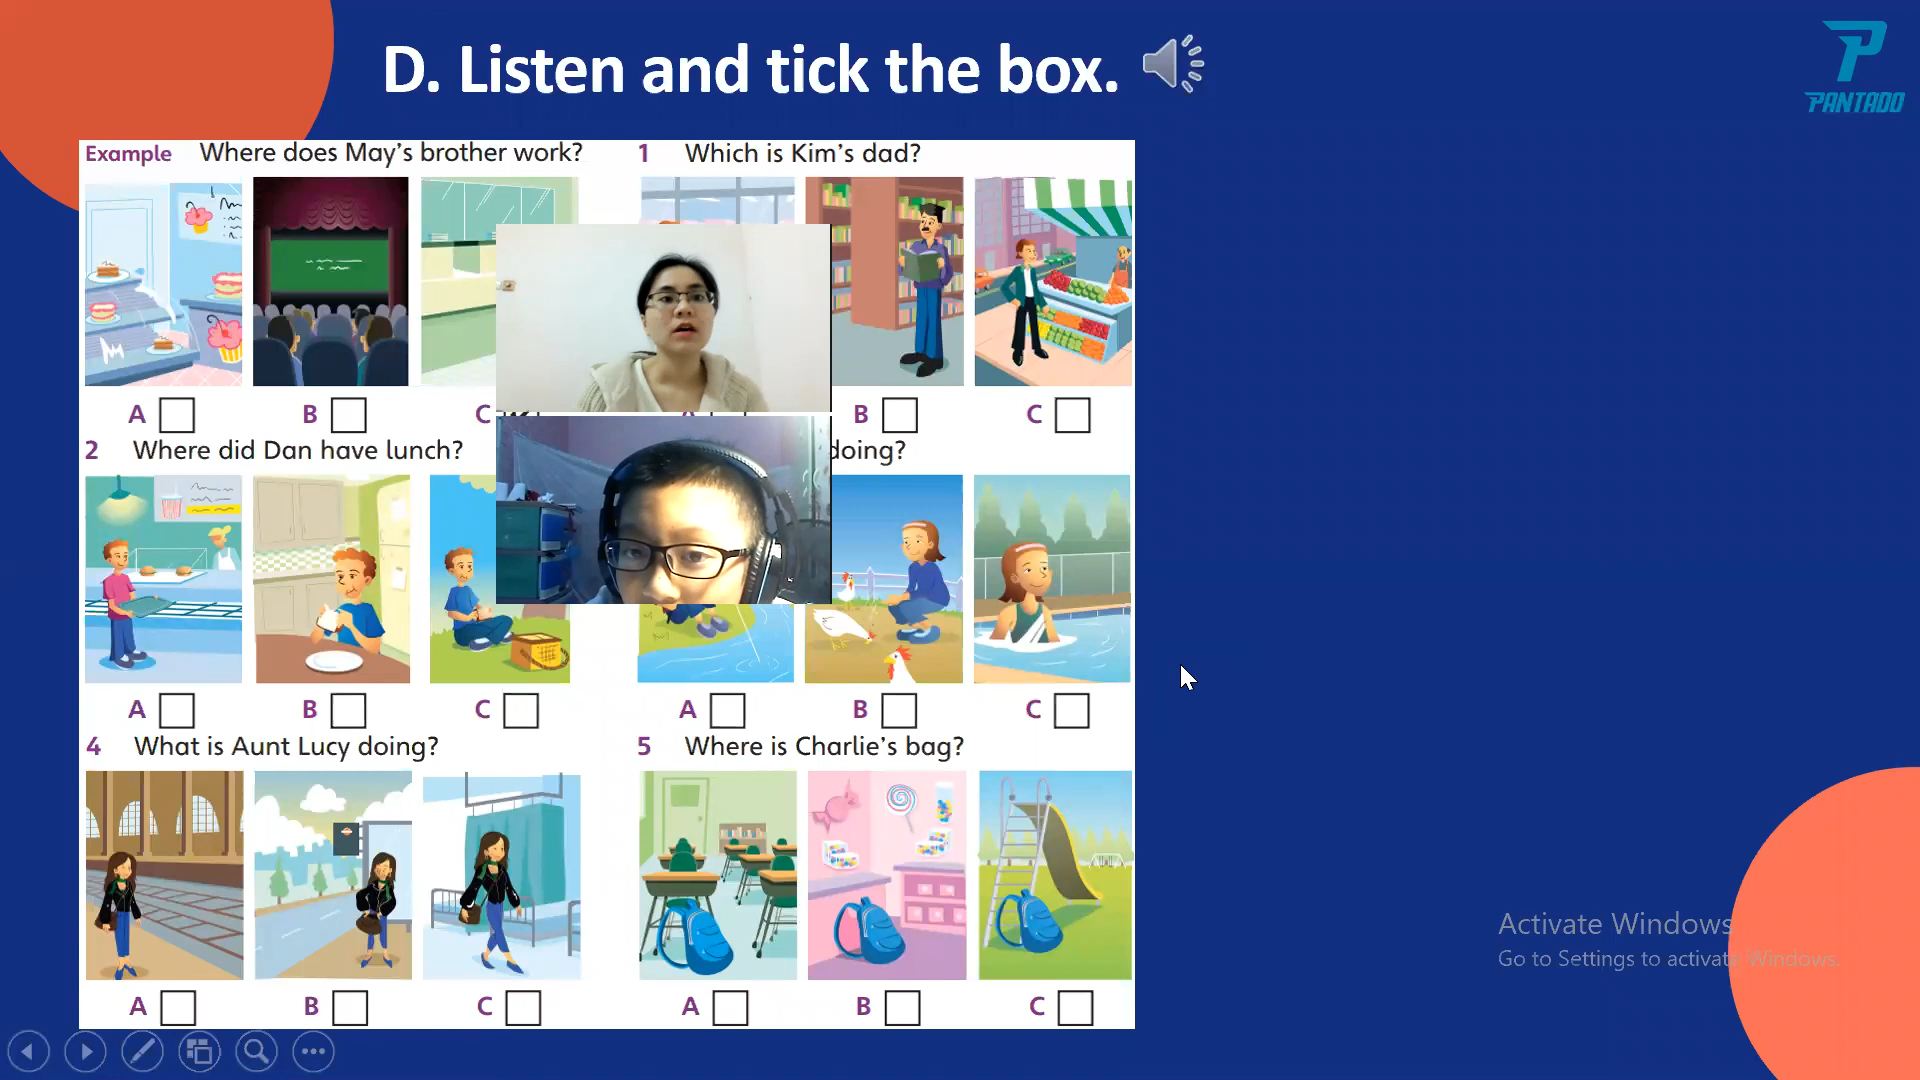 D. Listen and tick the box.
PANTADO
Example Where does May's brother work?
A B C
1 Which is Kim's dad?
B C
2 Where did Dan have lunch?
A B C
doing?
A B C
4 What is Aunt Lucy doing?
A B C
5 Where is Charlie's bag?
A B C
Activate Windows
Go to Settings to activate Windows.